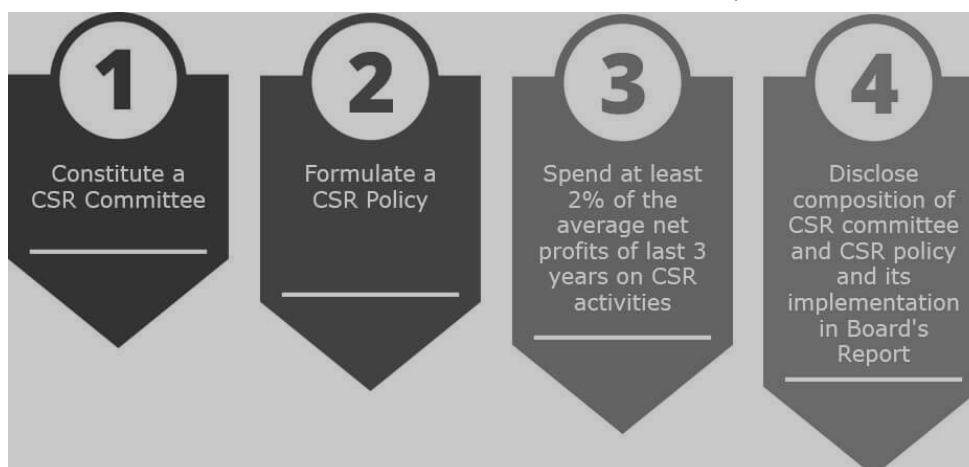 1
Constitute a
CSR Committee
2
Formulate a
CSR Policy
3
Spend at least
2% of the
average net
profits of last 3
years on CSR
activities
4
Disclose
composition of
CSR committee
and CSR policy
and its
implementation
in Board's
Report